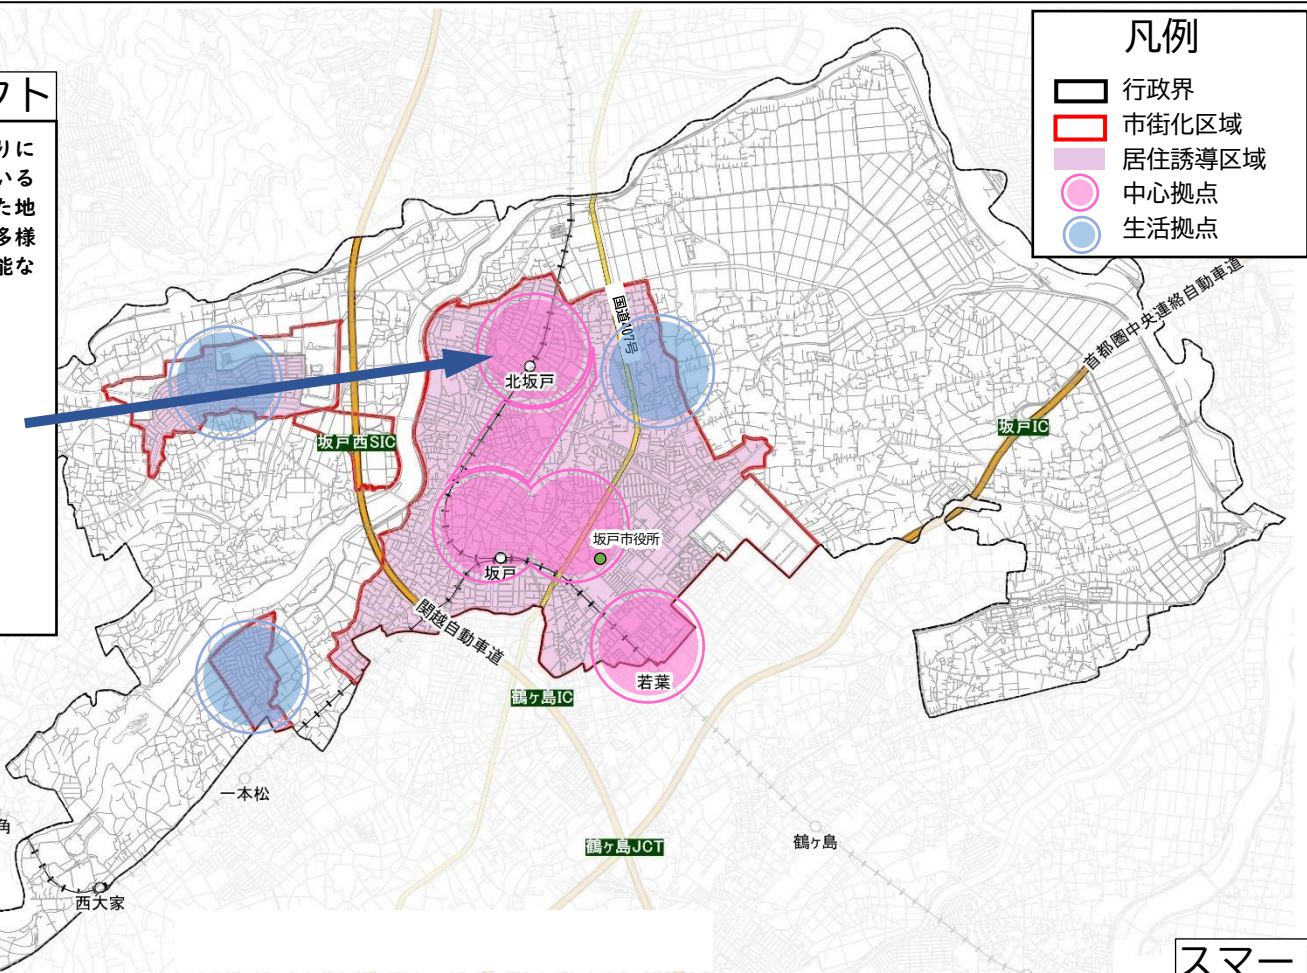 凡例
行政界
市街化区域
居住誘導区域
中心拠点
生活拠点
クト
りに
いる
た地
多様
能な
国道407号
首都圏中央連絡自動車道
北坂戸
坂戸西SIC
坂戸IC
坂戸市役所
坂戸
関越自動車道
若葉
鶴ヶ島IC
一本松
角
鶴ヶ島JCT
鶴ヶ島
西大家
スマー